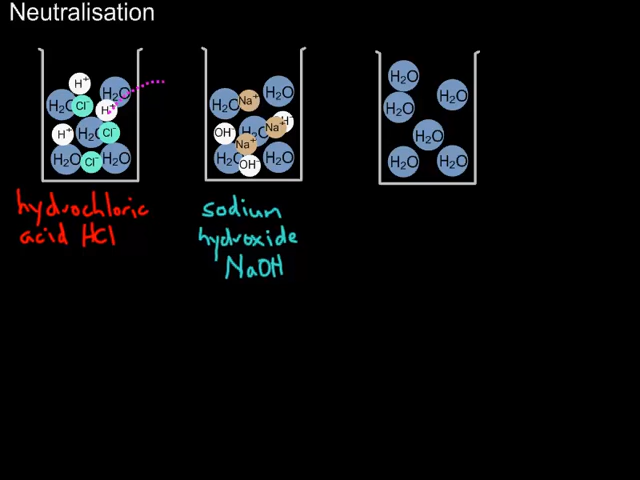 Neutralisation
H⁺ H₂O H₂O Cl⁻ H⁺ H⁺ H₂O Cl⁻ H₂O Cl⁻ H₂O
H₂O Na⁺ H₂O OH⁻ H₂O Na⁺ H⁻ Na⁺ H₂O OH⁻ H₂O
H₂O H₂O H₂O H₂O H₂O H₂O
hydrochloric
acid HCl
sodium
hydroxide
NaOH